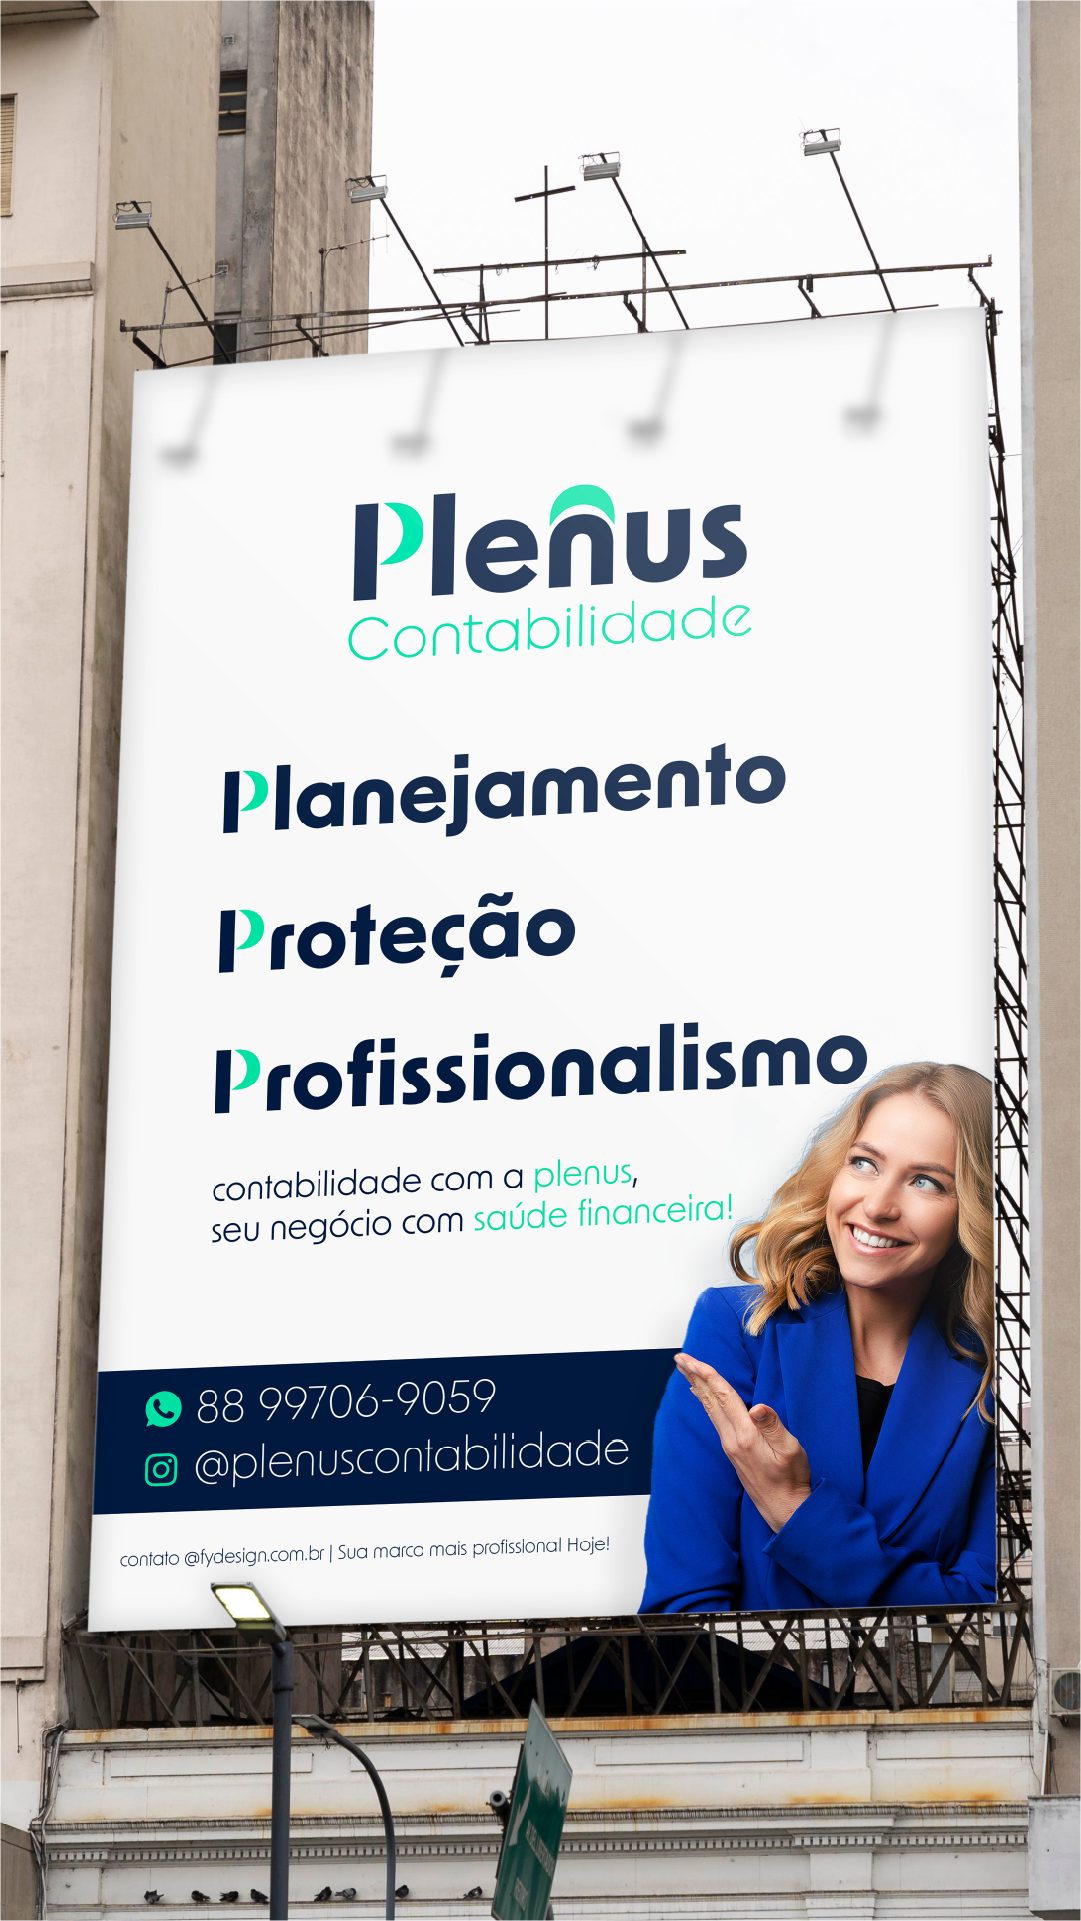 Plenus
Contabilidade
Planejamento
Proteção
Profissionalismo
contabilidade com a plenus,
seu negócio com saúde financeira!
88 99706-9059
@plenuscontabilidade
contato @fydesign.com.br | Sua marca mais profissional Hoje!